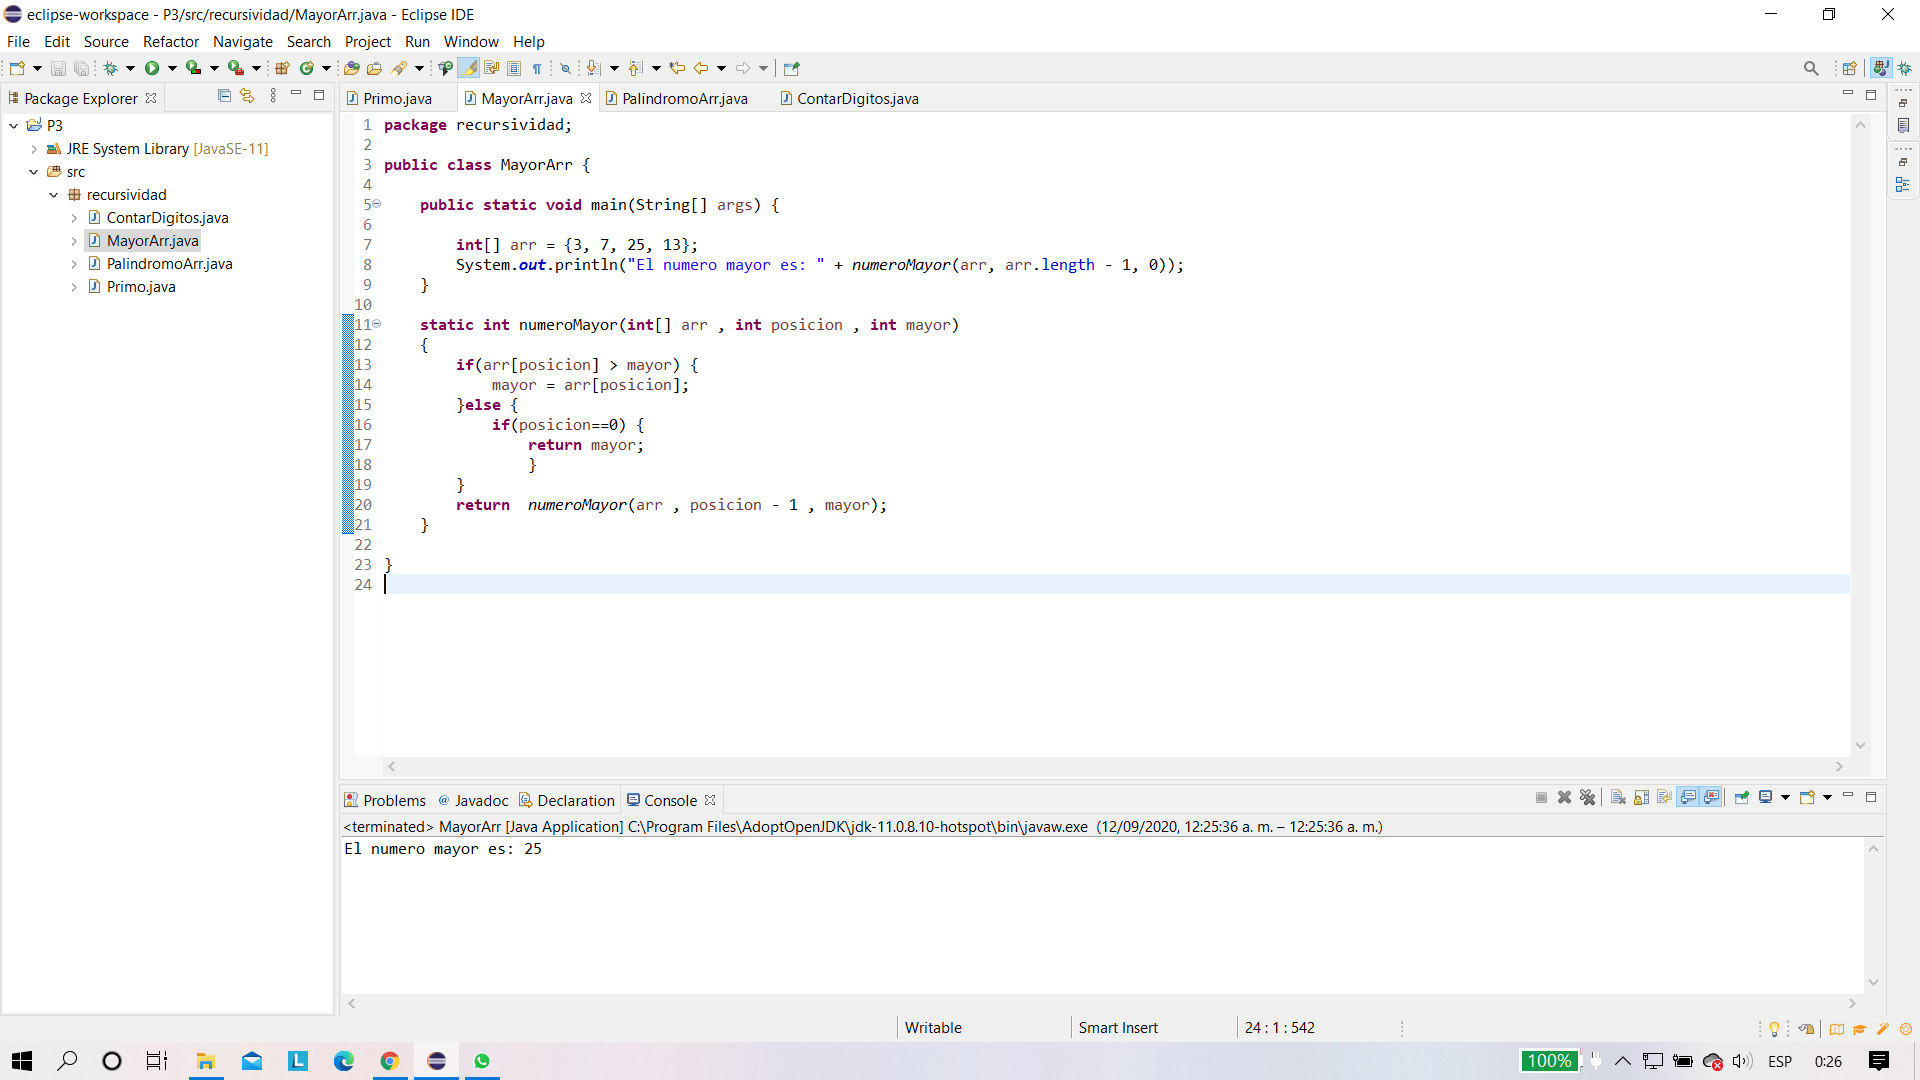 eclipse-workspace - P3/src/recursividad/MayorArr.java - Eclipse IDE
File Edit Source Refactor Navigate Search Project Run Window Help
Package Explorer
P3
JRE System Library [JavaSE-11]
src
recursividad
ContarDigitos.java
MayorArr.java
PalindromoArr.java
Primo.java
Primo.java MayorArr.java PalindromoArr.java ContarDigitos.java
1 package recursividad;
2
3 public class MayorArr {
4
5 public static void main(String[] args) {
6
7 int[] arr = {3, 7, 25, 13};
8 System.out.println("El numero mayor es: " + numeroMayor(arr, arr.length - 1, 0));
9 }
10
11 static int numeroMayor(int[] arr , int posicion , int mayor)
12 {
13 if(arr[posicion] > mayor) {
14 mayor = arr[posicion];
15 }else {
16 if(posicion==0) {
17 return mayor;
18 }
19 }
20 return  numeroMayor(arr , posicion - 1 , mayor);
21 }
22
23 }
24
Problems @ Javadoc Declaration Console
<terminated> MayorArr [Java Application] C:\Program Files\AdoptOpenJDK\jdk-11.0.8.10-hotspot\bin\javaw.exe (12/09/2020, 12:25:36 a. m. – 12:25:36 a. m.)
El numero mayor es: 25
Writable Smart Insert 24 : 1 : 542
100% ESP 0:26